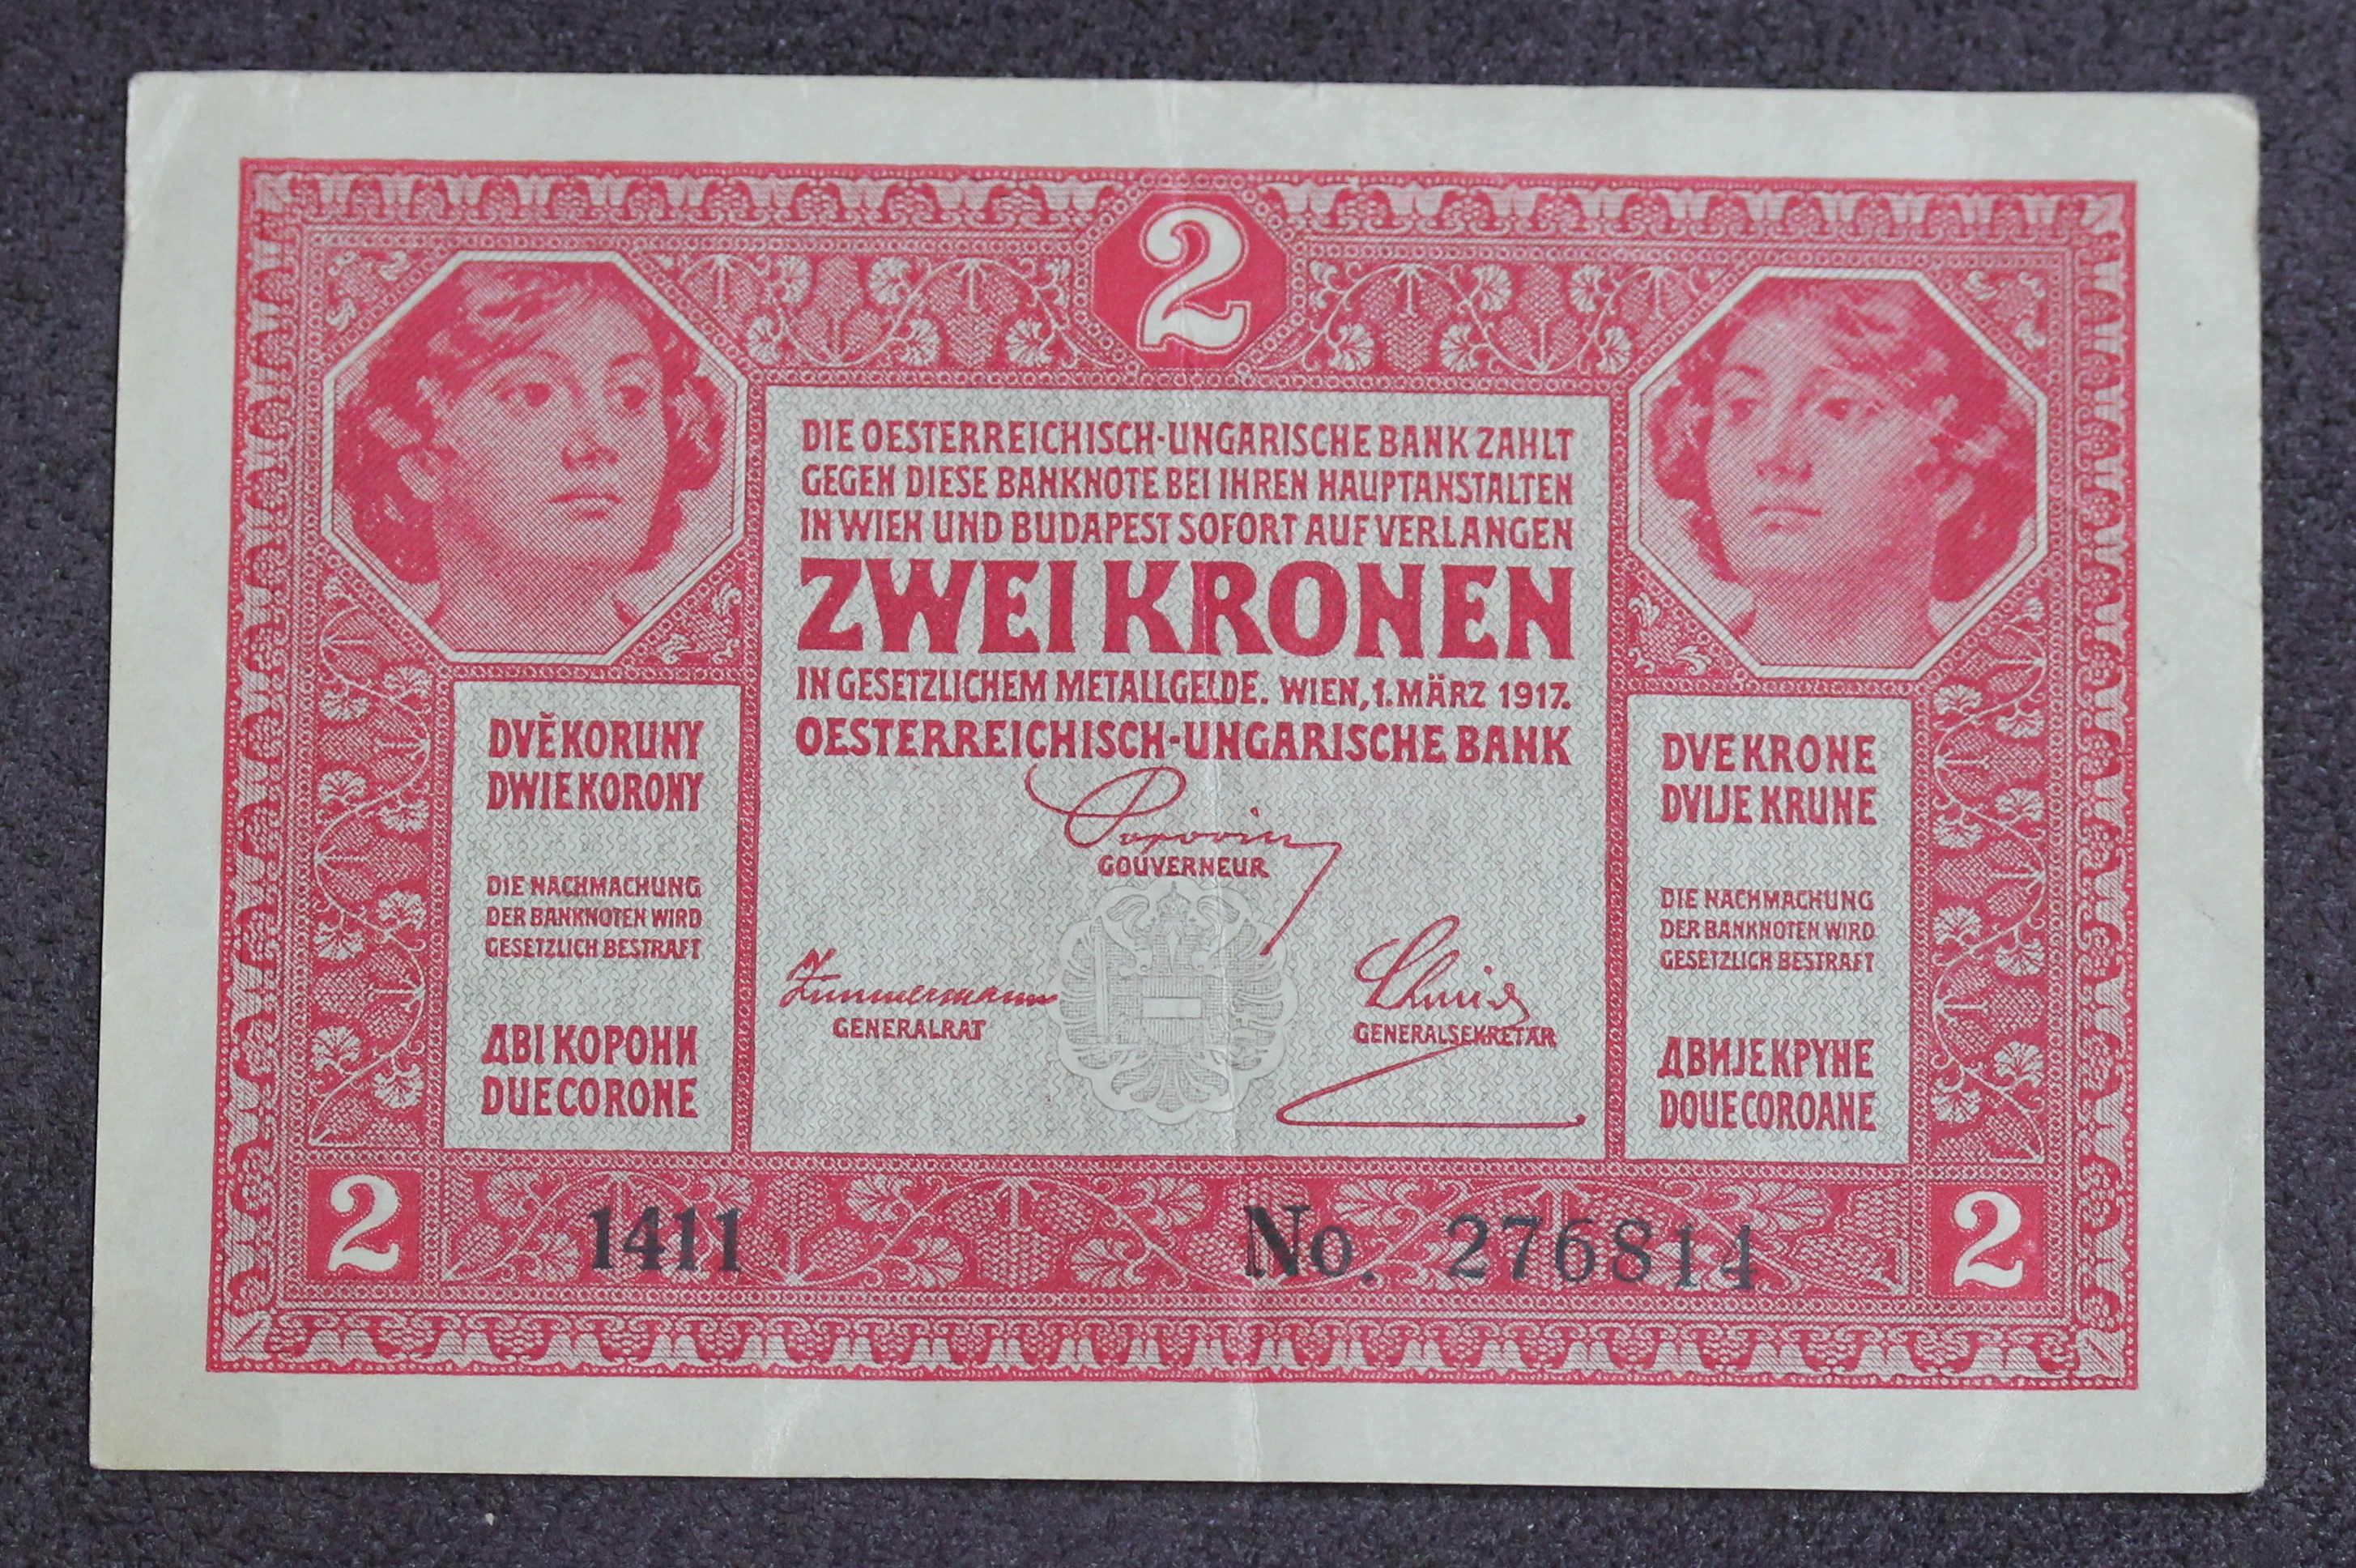 2
DIE OESTERREICHISCH-UNGARISCHE BANK ZAHLT
GEGEN DIESE BANKNOTE BEI IHREN HAUPTANSTALTEN
IN WIEN UND BUDAPEST SOFORT AUF VERLANGEN
ZWEI KRONEN
IN GESETZLICHEM METALLGELDE. WIEN, 1. MÄRZ 1917.
OESTERREICHISCH-UNGARISCHE BANK
Popovics
GOUVERNEUR
Zimmermann
GENERALRAT
Schmid
GENERALSEKRETÄR
DVĚ KORUNY
DWIE KORONY
DIE NACHMACHUNG
DER BANKNOTEN WIRD
GESETZLICH BESTRAFT
ДВІ КОРОНИ
DUE CORONE
DVE KRONE
DVIJE KRUNE
DIE NACHMACHUNG
DER BANKNOTEN WIRD
GESETZLICH BESTRAFT
ДВИЈЕ КРУНЕ
DOUE COROANE
2
1411
No. 276814
2